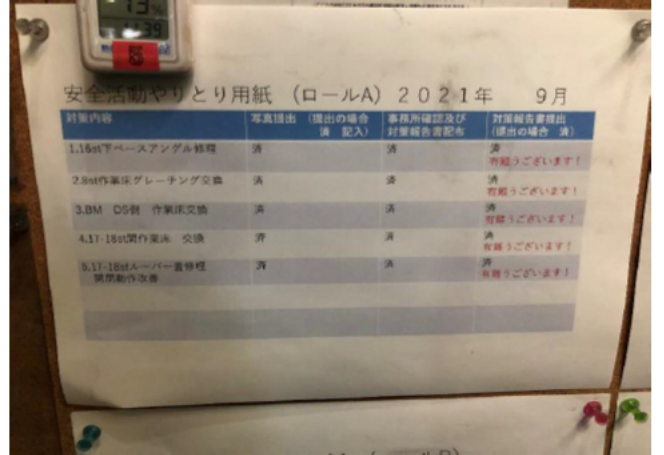 13%
11:39
安全活動やりとり用紙 (ロールA) 2021年 9月
対策内容 写真提出 (提出の場合 済 記入) 事務所確認及び対策報告書配布 対策報告書提出 (提出の場合 済)
1.16st下ベースアングル修理 済 済 済
有難うございます！
2.8st作業床グレーチング交換 済 済 済
有難うございます！
3.BM DS側 作業床交換 済 済 済
有難うございます！
4.17-18st間作業床 交換 済 済 済
有難うございます！
5.17-18stルーバー蓋修理 済 済 済
開閉動作改善 有難うございます！